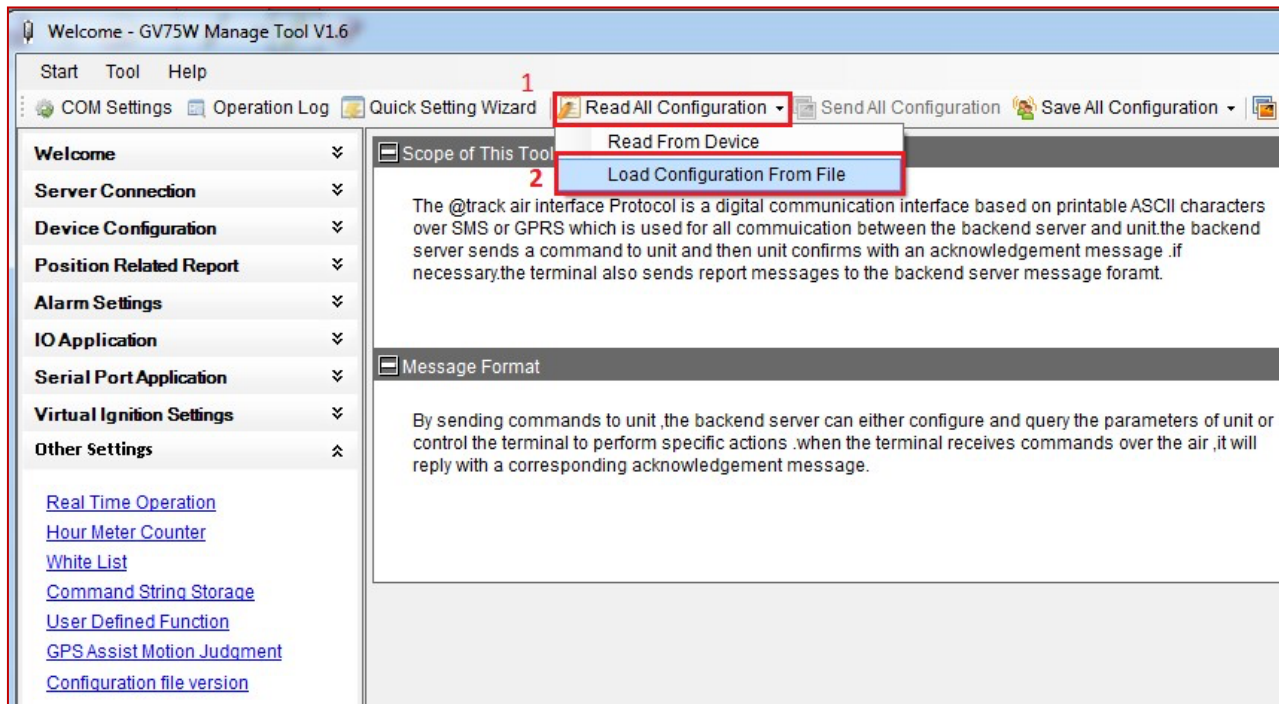 Welcome - GV75W Manage Tool V1.6
Start Tool Help
1
COM Settings Operation Log Quick Setting Wizard Read All Configuration Send All Configuration Save All Configuration
Read From Device
2 Load Configuration From File
Welcome
Server Connection
Device Configuration
Position Related Report
Alarm Settings
IO Application
Serial Port Application
Virtual Ignition Settings
Other Settings
Real Time Operation
Hour Meter Counter
White List
Command String Storage
User Defined Function
GPS Assist Motion Judgment
Configuration file version
Scope of This Tool
The @track air interface Protocol is a digital communication interface based on printable ASCII characters
over SMS or GPRS which is used for all commuication between the backend server and unit.the backend
server sends a command to unit and then unit confirms with an acknowledgement message .if
necessary.the terminal also sends report messages to the backend server message foramt.
Message Format
By sending commands to unit ,the backend server can either configure and query the parameters of unit or
control the terminal to perform specific actions .when the terminal receives commands over the air ,it will
reply with a corresponding acknowledgement message.